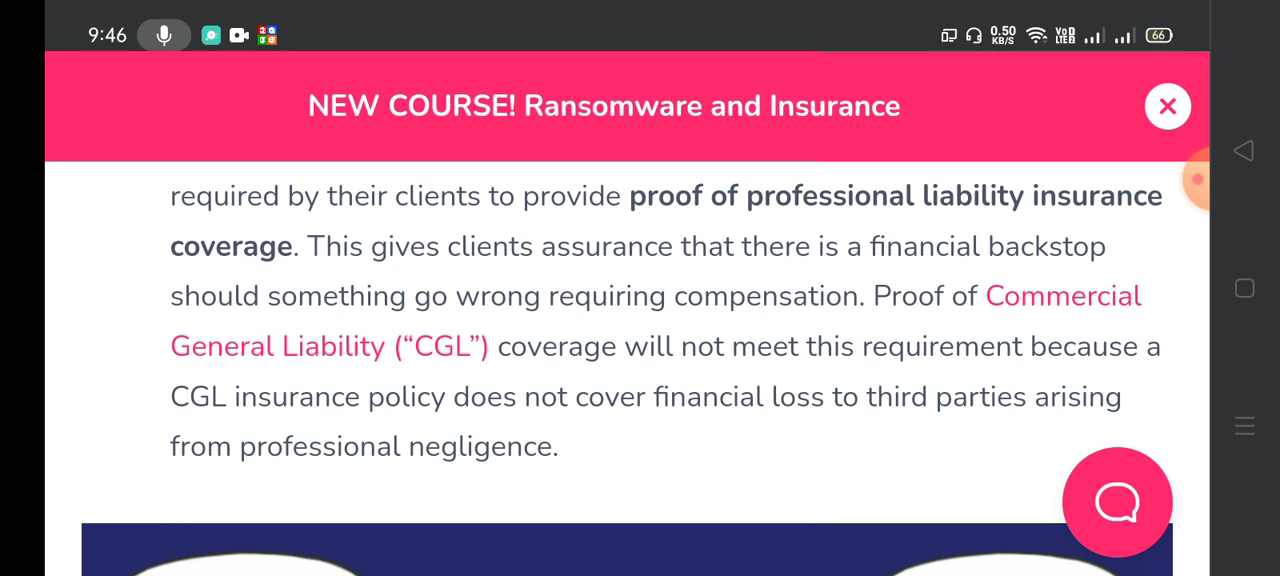 9:46
0.50
KB/S
VoD
LTE2
66
NEW COURSE! Ransomware and Insurance
required by their clients to provide proof of professional liability insurance
coverage. This gives clients assurance that there is a financial backstop
should something go wrong requiring compensation. Proof of Commercial
General Liability (“CGL”) coverage will not meet this requirement because a
CGL insurance policy does not cover financial loss to third parties arising
from professional negligence.